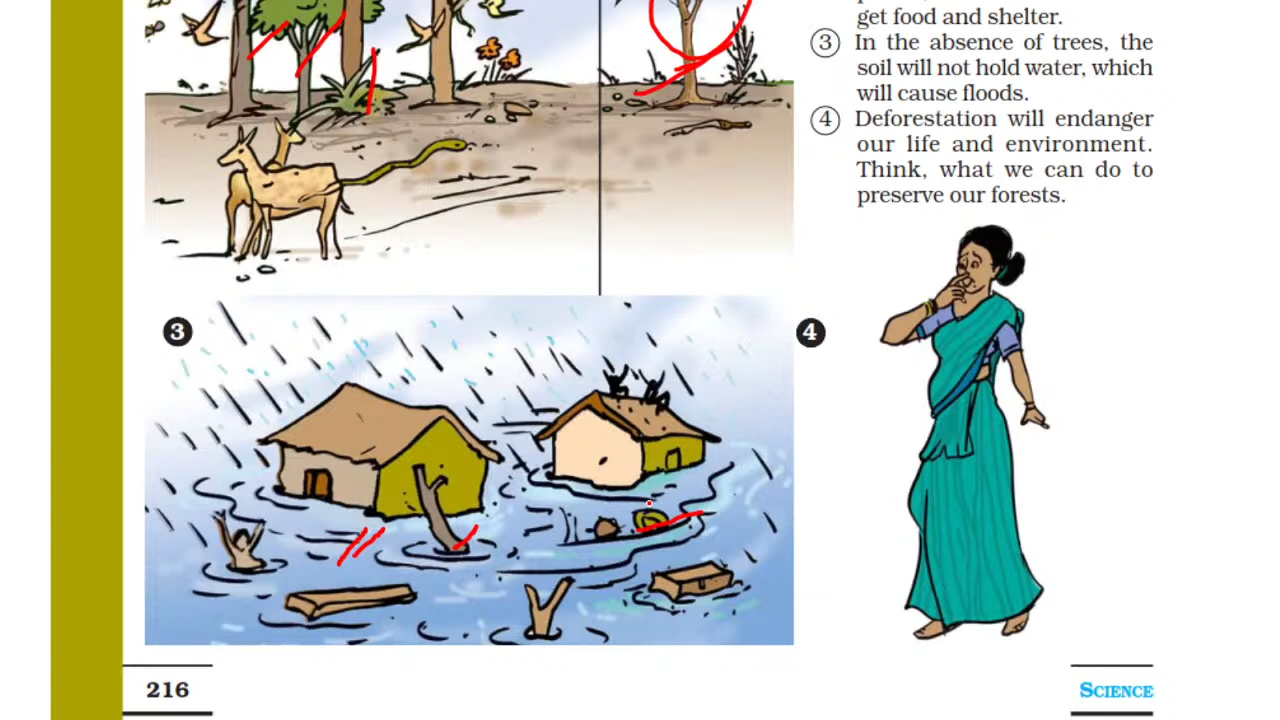 get food and shelter.
3 In the absence of trees, the
soil will not hold water, which
will cause floods.
4 Deforestation will endanger
our life and environment.
Think, what we can do to
preserve our forests.
3
4
216
SCIENCE